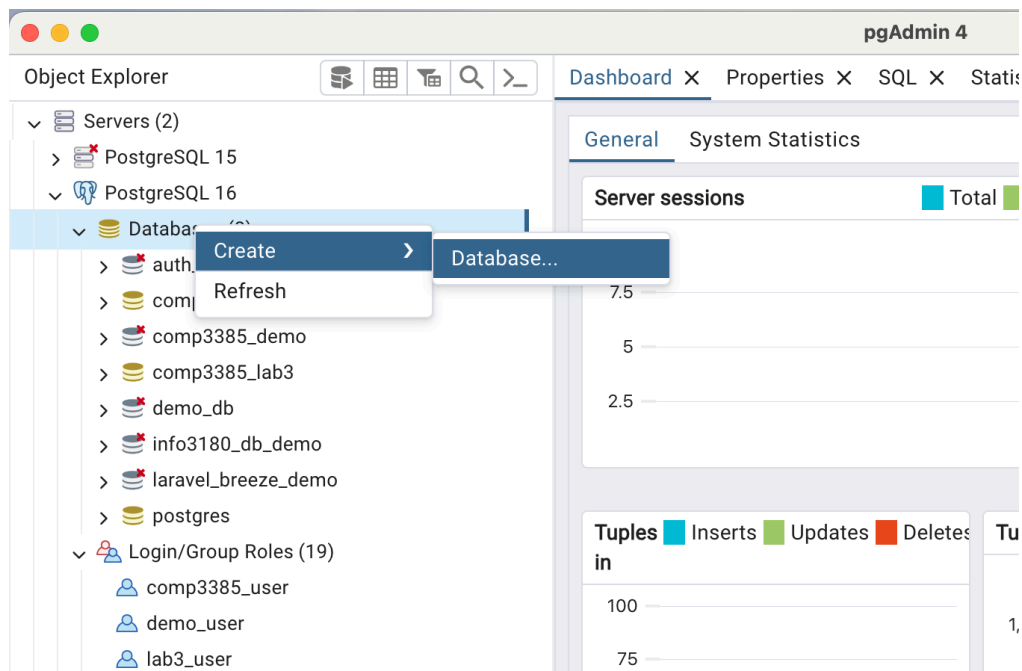 pgAdmin 4
Object Explorer
Dashboard
Properties
SQL
Servers (2)
PostgreSQL 15
PostgreSQL 16
Create
Refresh
Database...
comp3385_demo
comp3385_lab3
demo_db
info3180_db_demo
laravel_breeze_demo
postgres
Login/Group Roles (19)
comp3385_user
demo_user
lab3_user
General
System Statistics
Server sessions
Total
7.5
5
2.5
Tuples
in
Inserts
Updates
Deletes
100
75